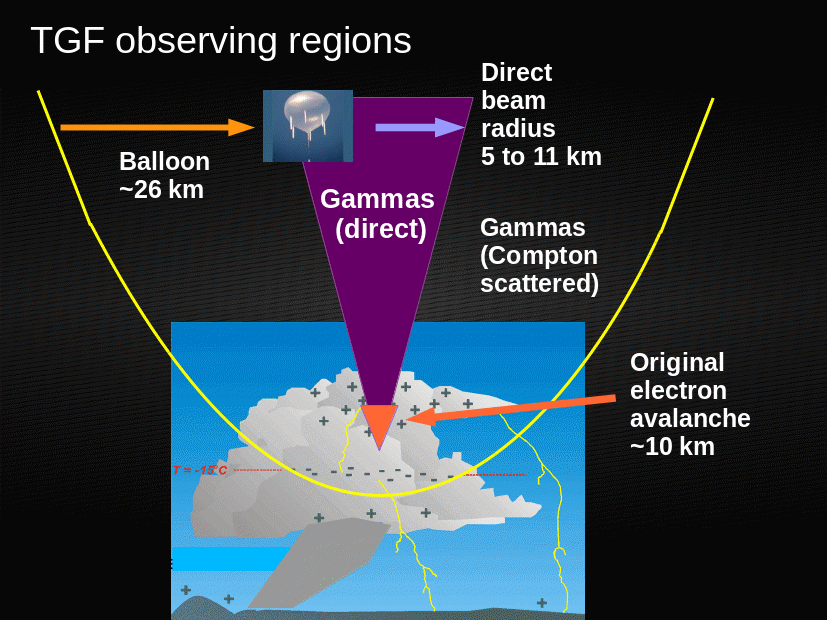 TGF observing regions
Direct
beam
radius
5 to 11 km
Balloon
~26 km
Gammas
(direct)
Gammas
(Compton
scattered)
Original
electron
avalanche
~10 km
T = -15°C